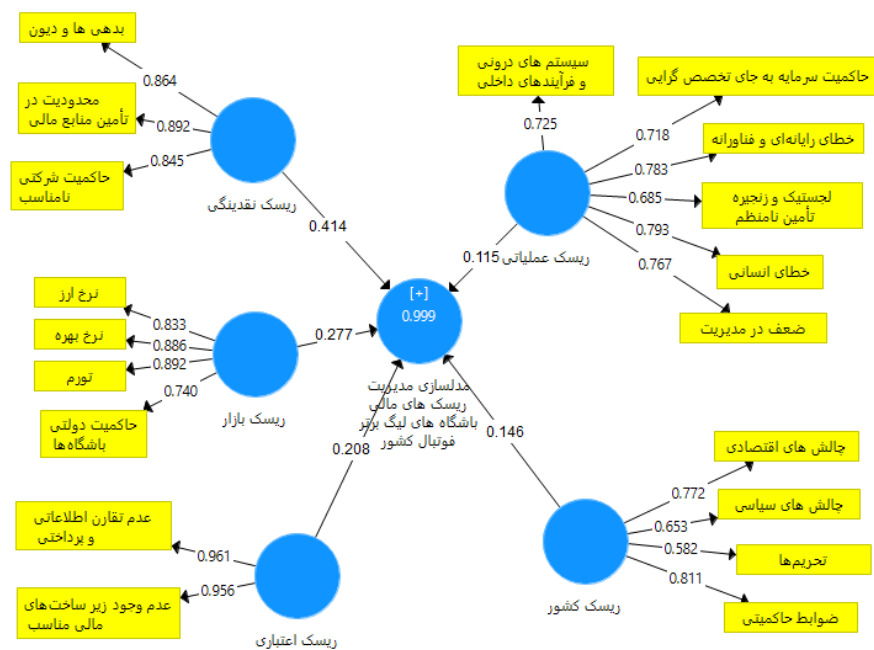 بدهی ها و دیون
0.864
محدودیت در
تأمین منابع مالی
0.892
حاکمیت شرکتی
نامناسب
0.845
ریسک نقدینگی
0.414
سیستم های درونی
و فرآیندهای داخلی
0.725
حاکمیت سرمایه به جای تخصص گرایی
0.718
خطای رایانه‌ای و فناورانه
0.783
لجستیک و زنجیره
تأمین نامنظم
0.685
خطای انسانی
0.793
ضعف در مدیریت
0.767
ریسک عملیاتی
0.115
نرخ ارز
0.833
نرخ بهره
0.886
تورم
0.892
حاکمیت دولتی
باشگاه‌ها
0.740
ریسک بازار
0.277
[+]
0.999
مدلسازی مدیریت
ریسک های مالی
باشگاه های لیگ برتر
فوتبال کشور
0.208
0.146
عدم تقارن اطلاعاتی
و پرداختی
0.961
عدم وجود زیر ساخت‌های
مالی مناسب
0.956
ریسک اعتباری
چالش های اقتصادی
0.772
چالش های سیاسی
0.653
تحریم‌ها
0.582
ضوابط حاکمیتی
0.811
ریسک کشور